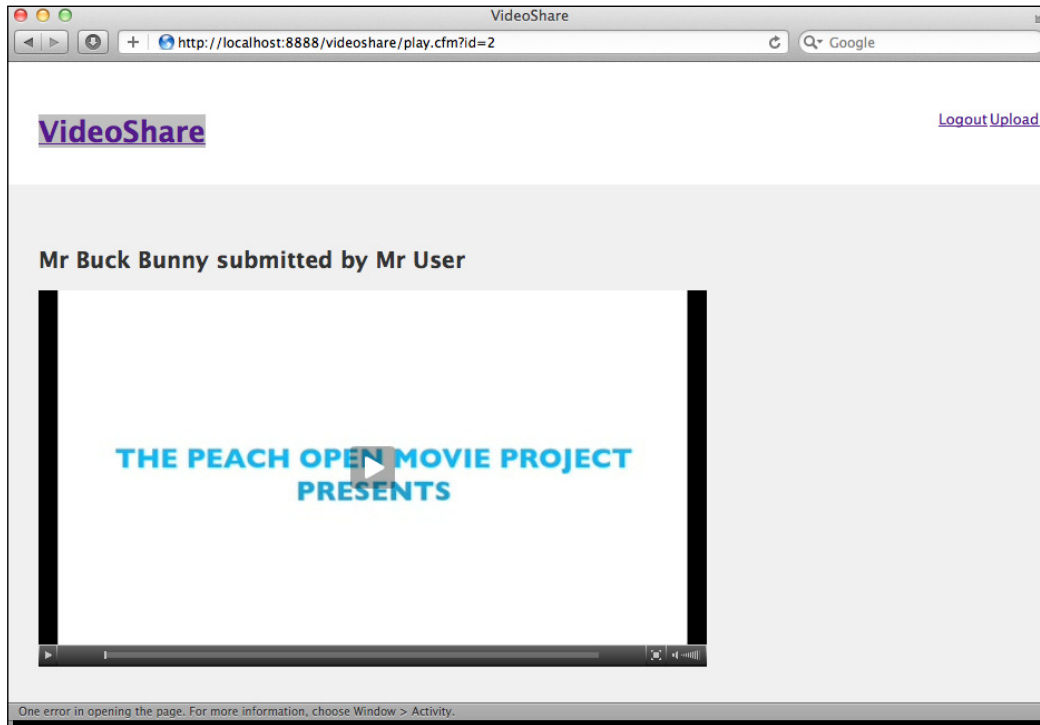 VideoShare
http://localhost:8888/videoshare/play.cfm?id=2
Google
VideoShare
Logout Upload
Mr Buck Bunny submitted by Mr User
THE PEACH OPEN MOVIE PROJECT
PRESENTS
One error in opening the page. For more information, choose Window > Activity.